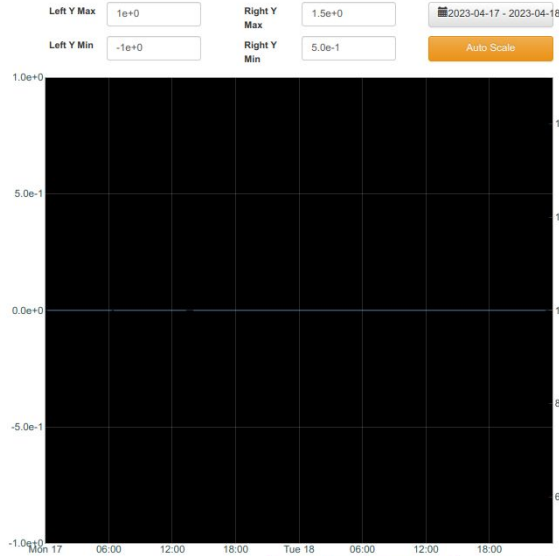 Left Y Max 1e+0 Right Y Max 1.5e+0 2023-04-17 - 2023-04-18
Left Y Min -1e+0 Right Y Min 5.0e-1 Auto Scale
1.0e+0
5.0e-1
0.0e+0
-5.0e-1
-1.0e+0
Mon 17 06:00 12:00 18:00 Tue 18 06:00 12:00 18:00